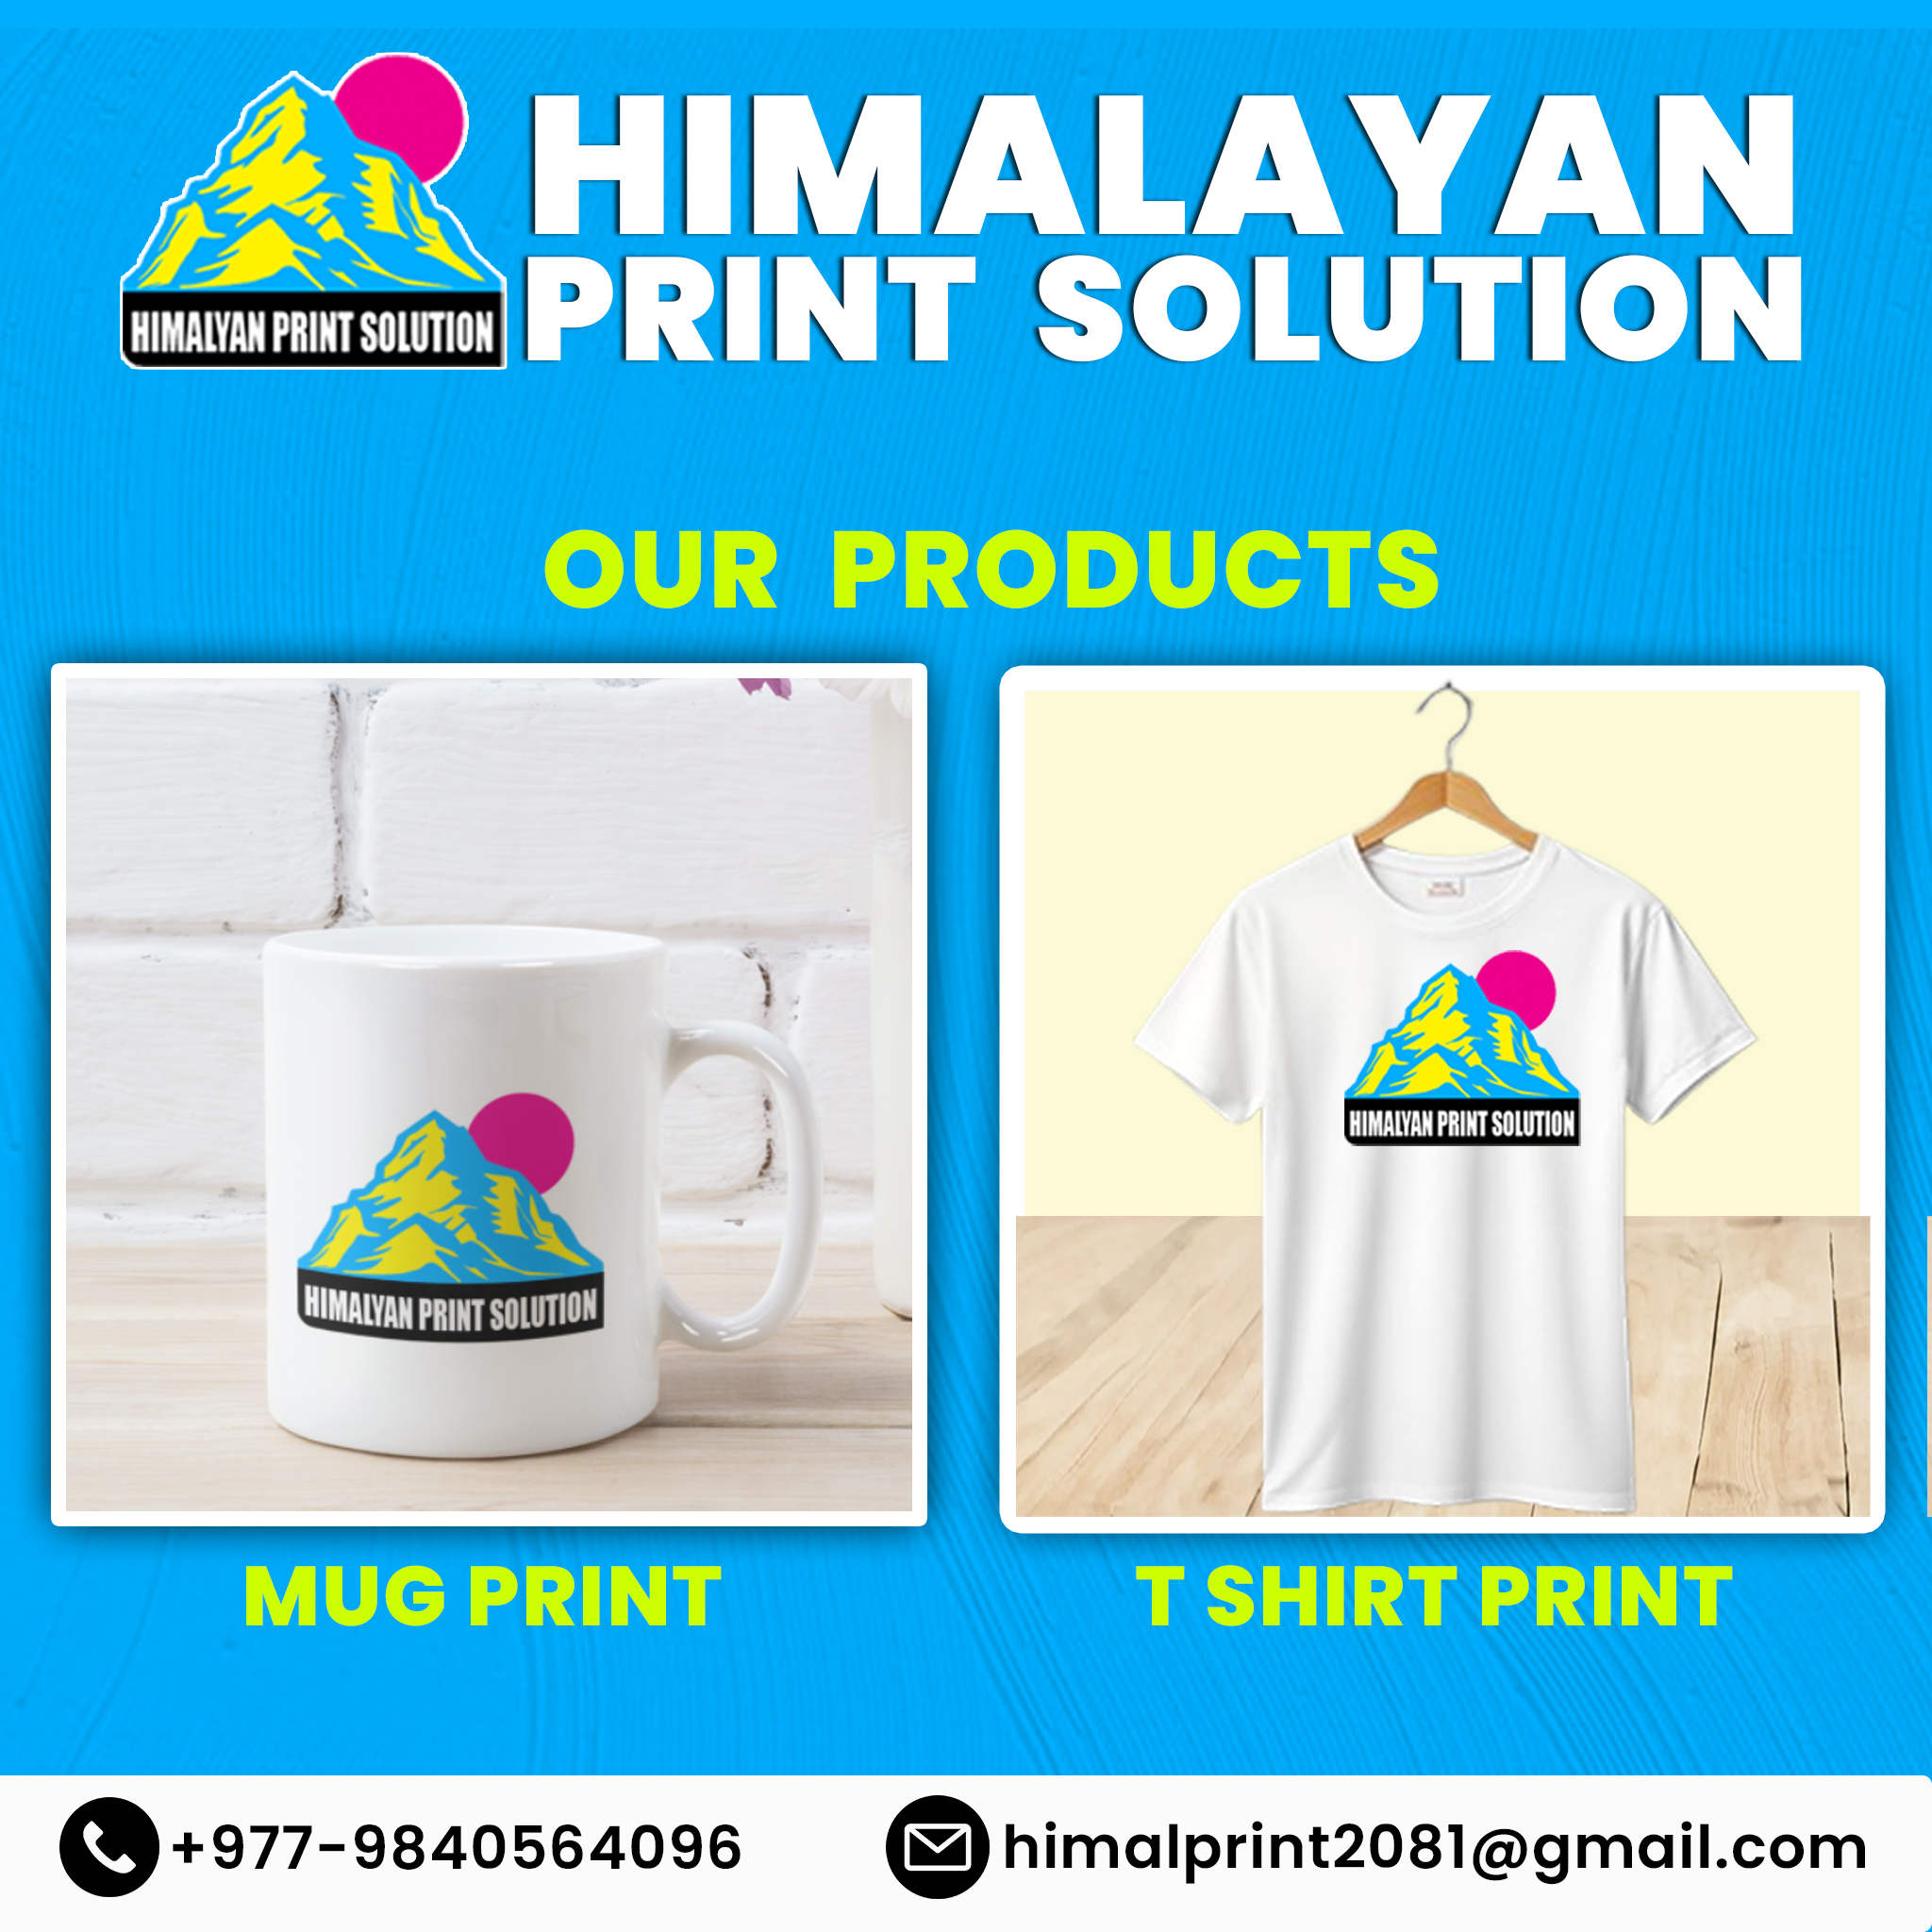 HIMALAYAN
PRINT SOLUTION
HIMALYAN PRINT SOLUTION
OUR PRODUCTS
HIMALYAN PRINT SOLUTION
HIMALYAN PRINT SOLUTION
MUG PRINT
T SHIRT PRINT
+977-9840564096
himalprint2081@gmail.com